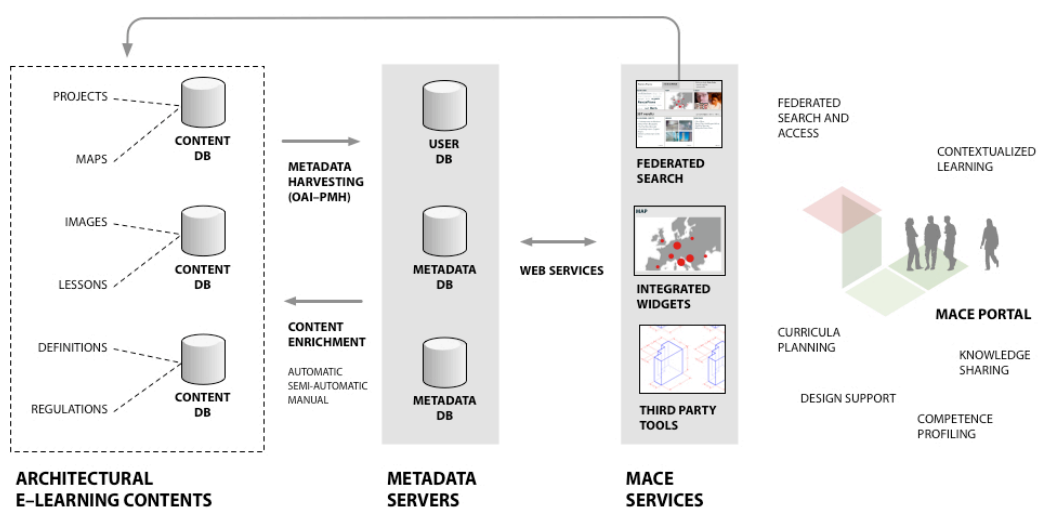 PROJECTS
MAPS
CONTENT
DB
IMAGES
LESSONS
CONTENT
DB
DEFINITIONS
REGULATIONS
CONTENT
DB
ARCHITECTURAL
E–LEARNING CONTENTS
METADATA
HARVESTING
(OAI–PMH)
CONTENT
ENRICHMENT
AUTOMATIC
SEMI-AUTOMATIC
MANUAL
USER
DB
METADATA
DB
METADATA
DB
METADATA
SERVERS
WEB SERVICES
FEDERATED
SEARCH
MAP
INTEGRATED
WIDGETS
THIRD PARTY
TOOLS
MACE
SERVICES
FEDERATED
SEARCH AND
ACCESS
CONTEXTUALIZED
LEARNING
MACE PORTAL
CURRICULA
PLANNING
KNOWLEDGE
SHARING
DESIGN SUPPORT
COMPETENCE
PROFILING